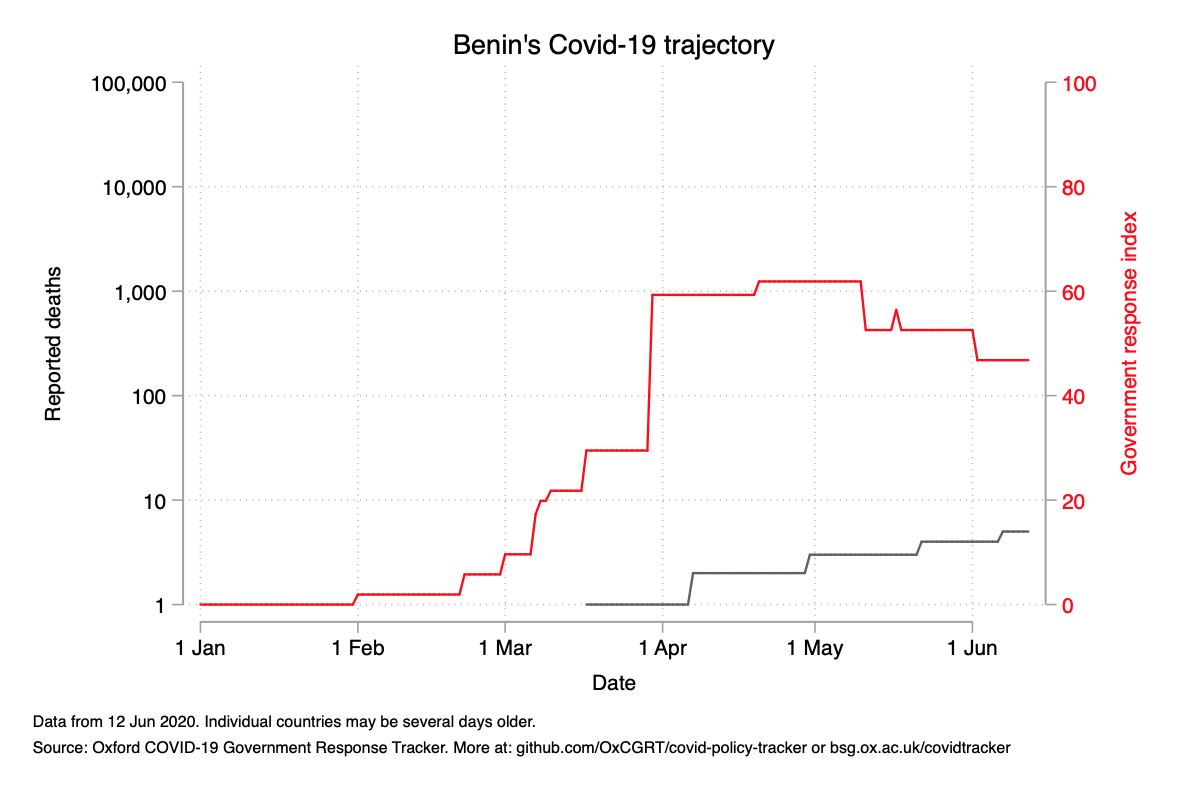 Benin's Covid-19 trajectory
100,000
10,000
1,000
100
10
1
Reported deaths
100
80
60
40
20
0
Government response index
1 Jan
1 Feb
1 Mar
1 Apr
1 May
1 Jun
Date
Data from 12 Jun 2020. Individual countries may be several days older.
Source: Oxford COVID-19 Government Response Tracker. More at: github.com/OxCGRT/covid-policy-tracker or bsg.ox.ac.uk/covidtracker